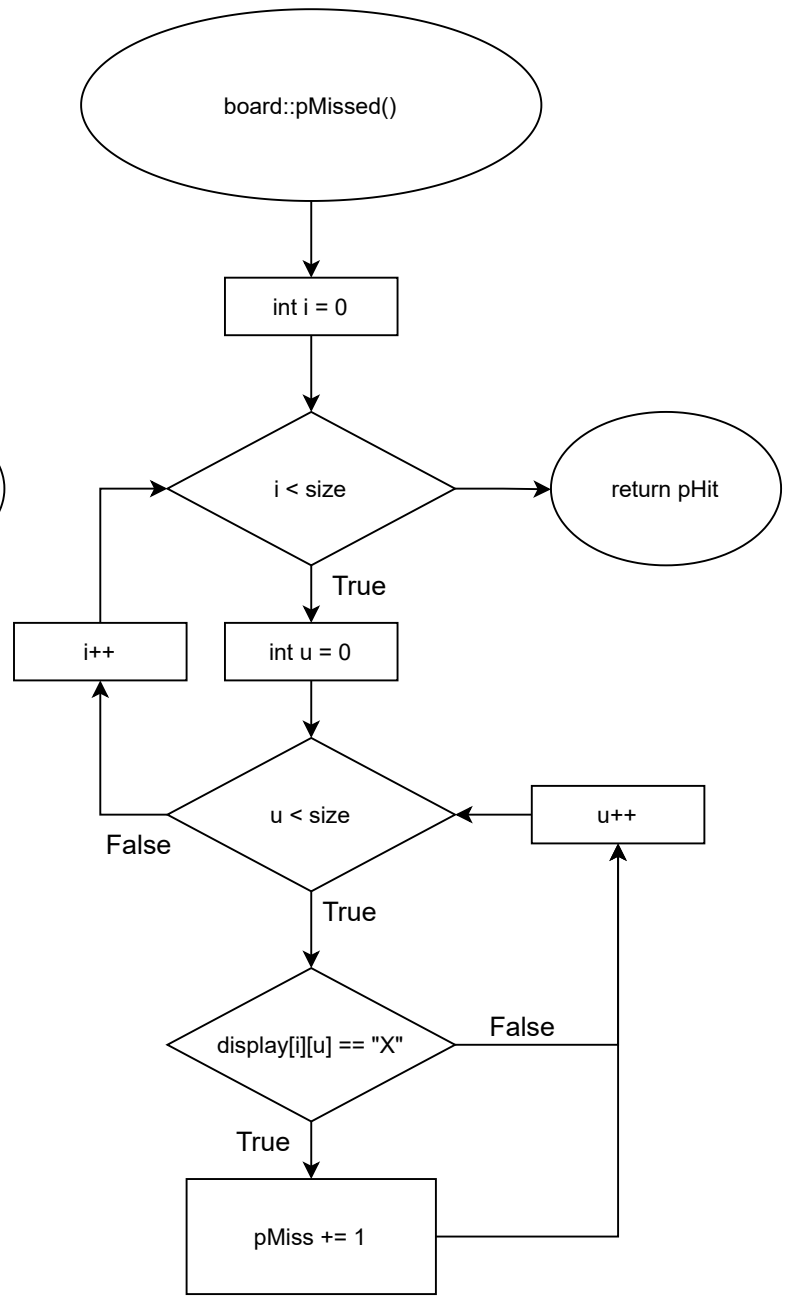 board::pMissed()
int i = 0
i < size
return pHit
True
i++
int u = 0
u < size
u++
False
True
display[i][u] == "X"
False
True
pMiss += 1